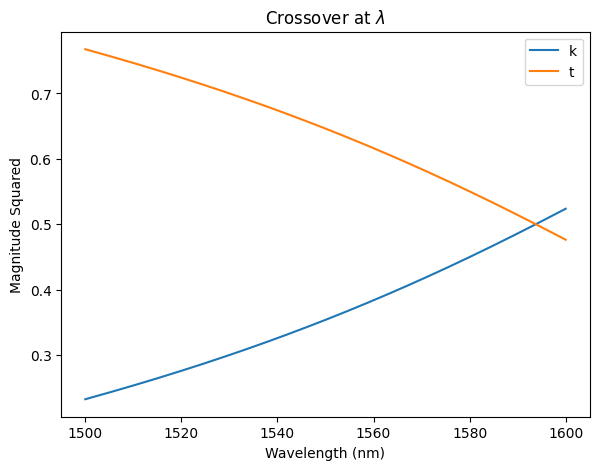 Crossover at λ
k
t
Magnitude Squared
0.7
0.6
0.5
0.4
0.3
1500 1520 1540 1560 1580 1600
Wavelength (nm)